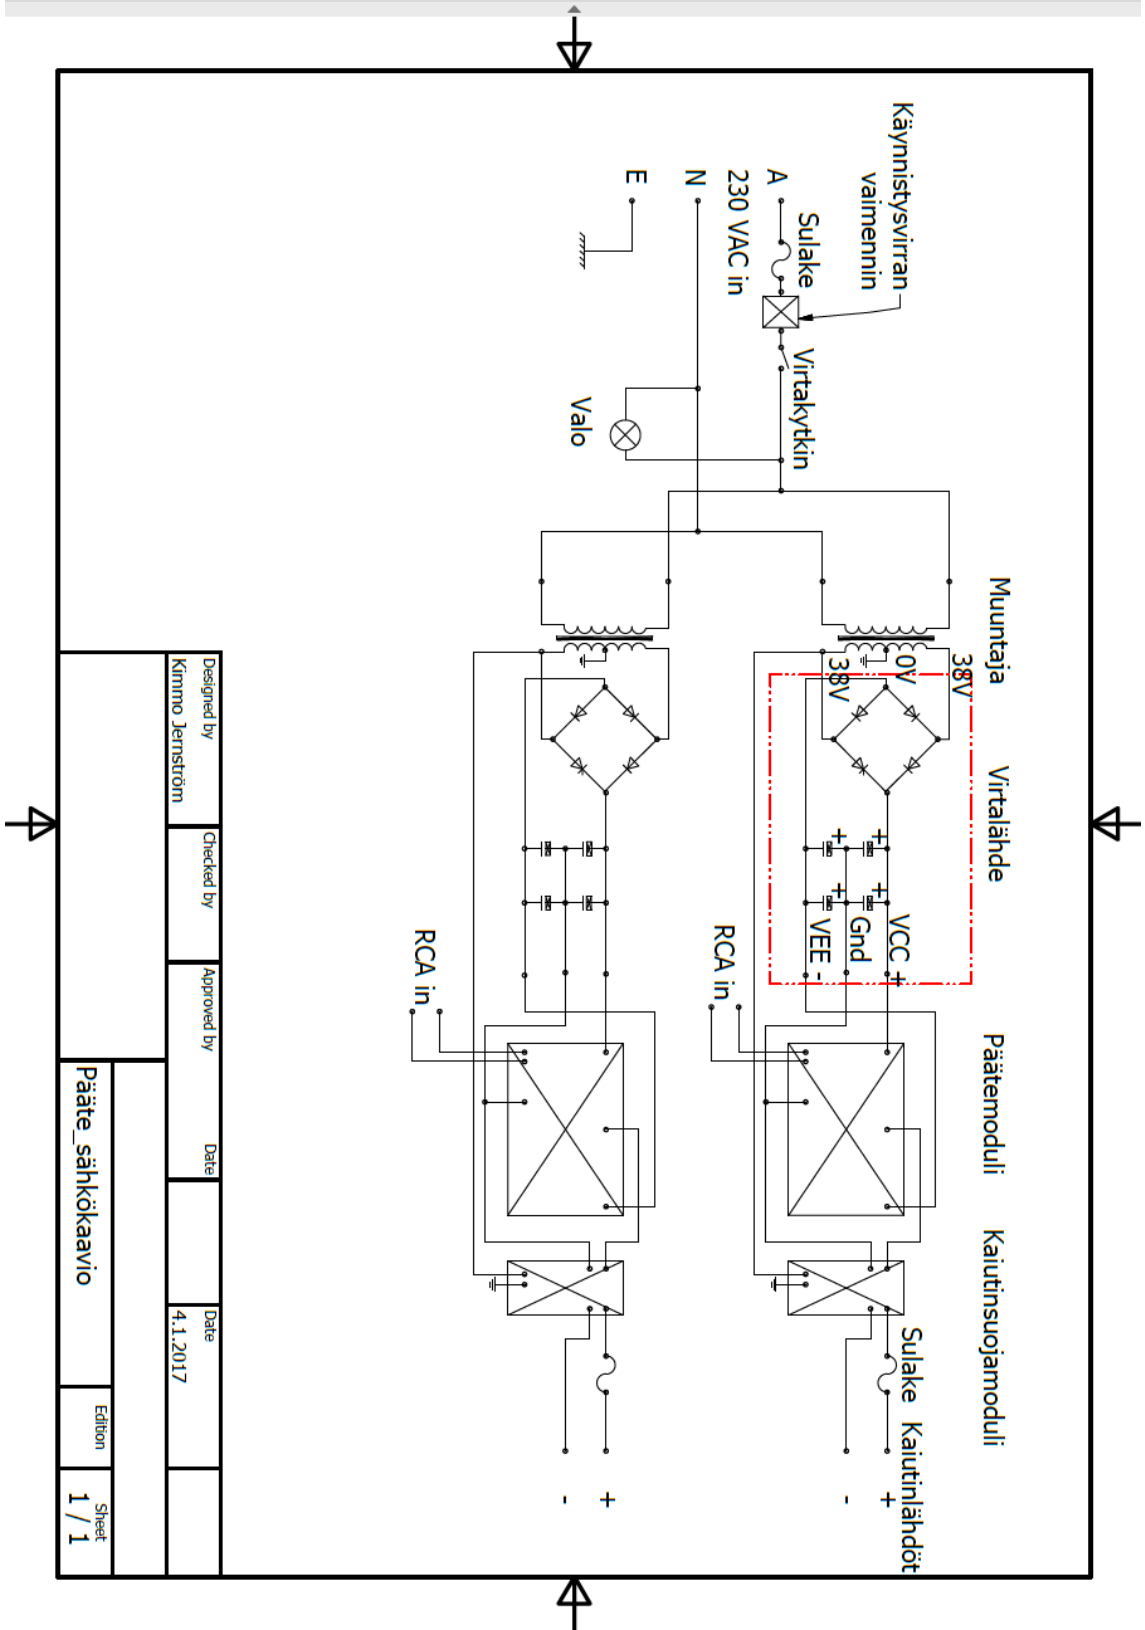 Käynnistysvirran
vaimennin
A
Sulake
230 VAC in
N
E
Virtakytkin
Valo
Muuntaja
Virtalähde
Päätemoduli
Kaiutinsuojamoduli
38V
0V
38V
+
+
+
+
VCC +
Gnd
VEE -
RCA in
RCA in
Sulake
Kaiutinlähdöt
+
-
+
-
Designed by
Kimmo Jernström
Checked by
Approved by
Date
Date
4.1.2017
Pääte_sähkökaavio
Edition
Sheet
1 / 1